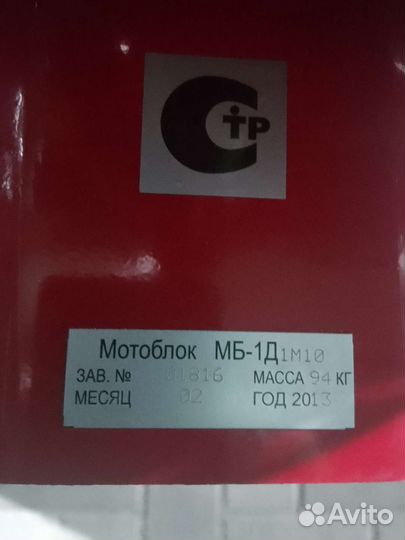 СТР
Мотоблок МБ-1Д1М10
ЗАВ. № 01816 МАССА 94 КГ
МЕСЯЦ 02 ГОД 2013
Avito